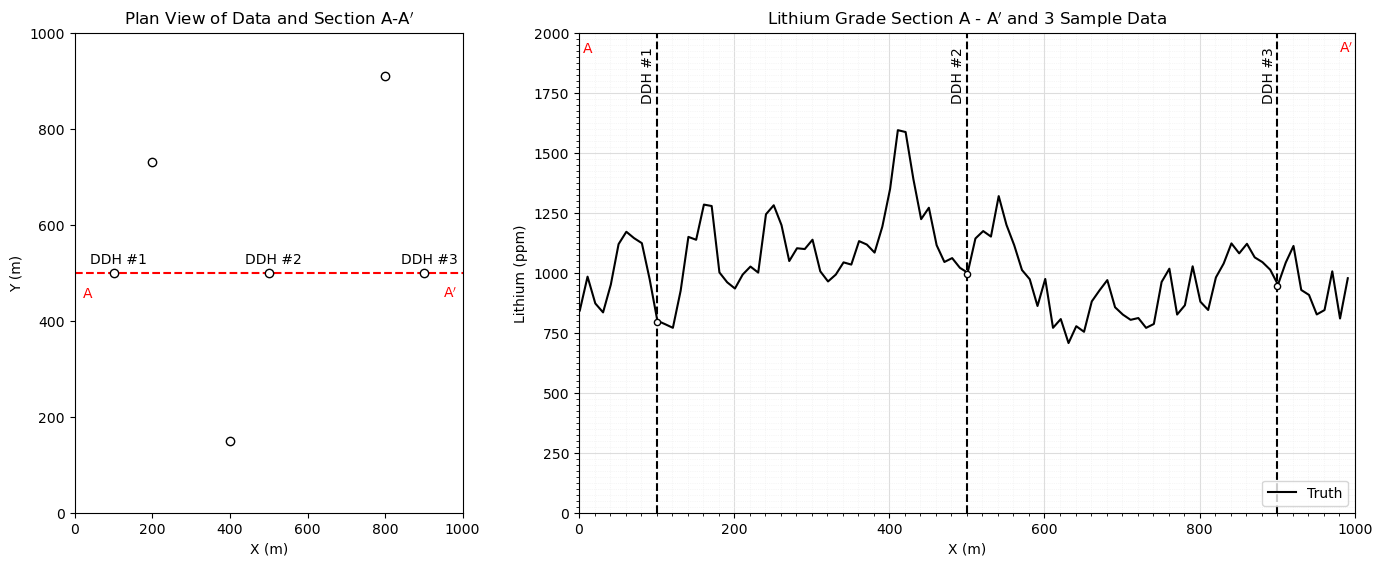 Plan View of Data and Section A-A′
1000
800
600
400
200
0
Y (m)
DDH #1
DDH #2
DDH #3
A
A′
0
200
400
600
800
1000
X (m)
Lithium Grade Section A - A′ and 3 Sample Data
2000
1750
1500
1250
1000
750
500
250
0
Lithium (ppm)
A
DDH #1
DDH #2
DDH #3
A′
Truth
0
200
400
600
800
1000
X (m)